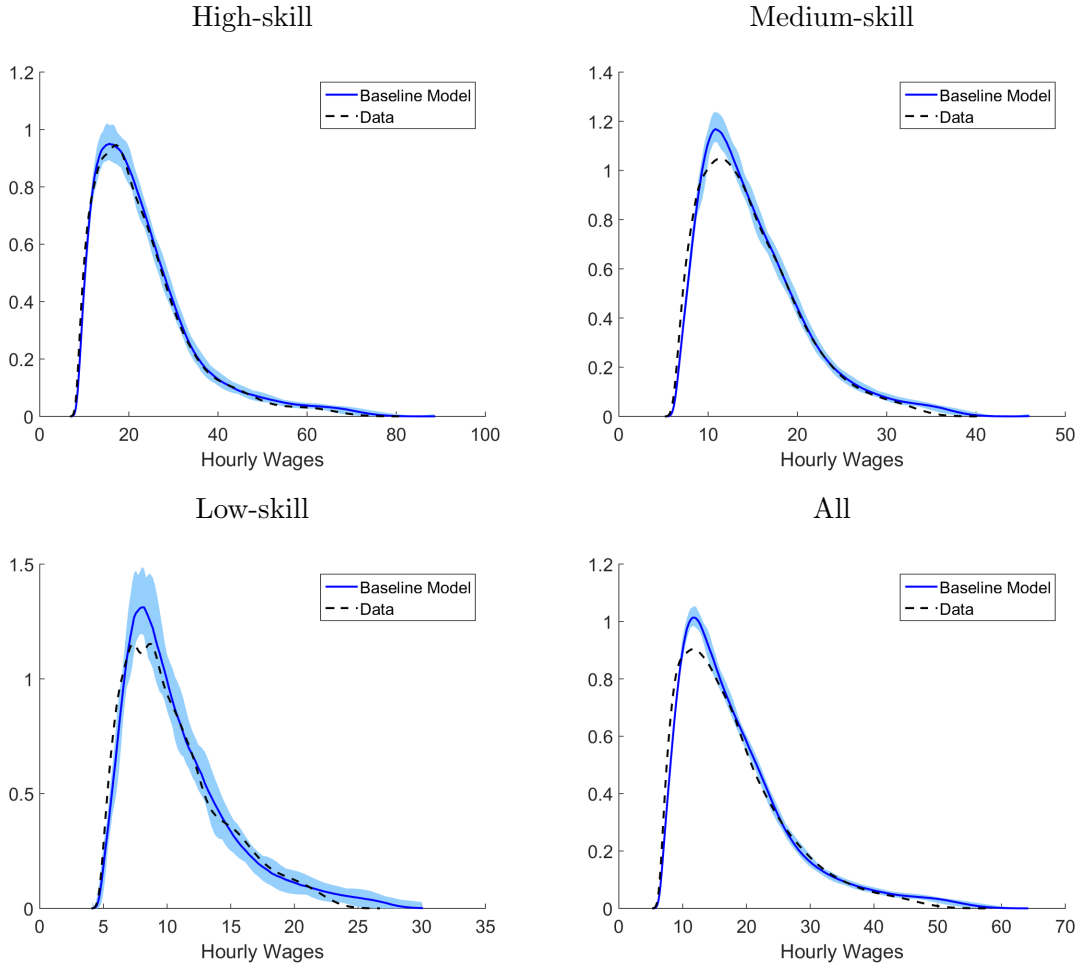 High-skill
1.2
1
0.8
0.6
0.4
0.2
0
0 20 40 60 80 100
Hourly Wages
Baseline Model
Data
Medium-skill
1.4
1.2
1
0.8
0.6
0.4
0.2
0
0 10 20 30 40 50
Hourly Wages
Baseline Model
Data
Low-skill
1.5
1
0.5
0
0 5 10 15 20 25 30 35
Hourly Wages
Baseline Model
Data
All
1.2
1
0.8
0.6
0.4
0.2
0
0 10 20 30 40 50 60 70
Hourly Wages
Baseline Model
Data